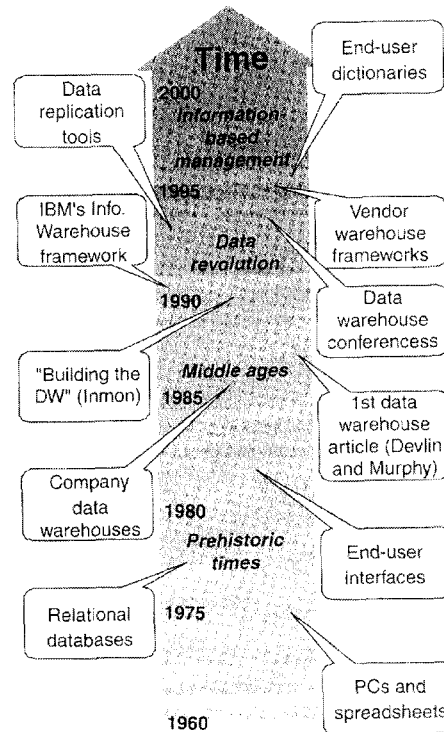 Time
End-user
dictionaries
2000
Data
replication
tools
Information-
based
management
1995
IBM's Info.
Warehouse
framework
Vendor
warehouse
frameworks
Data
revolution
1990
Data
warehouse
conferencess
"Building the
DW" (Inmon)
Middle ages
1985
1st data
warehouse
article (Devlin
and Murphy)
Company
data
warehouses
1980
Prehistoric
times
End-user
interfaces
Relational
databases
1975
PCs and
spreadsheets
1960